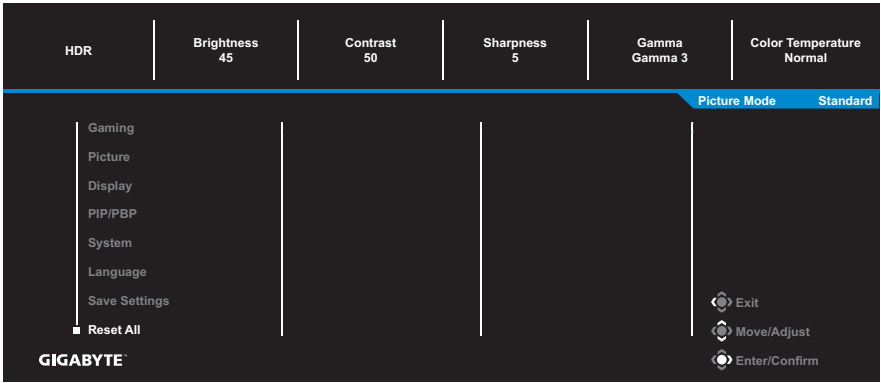 HDR
Brightness
45
Contrast
50
Sharpness
5
Gamma
Gamma 3
Color Temperature
Normal
Picture Mode Standard
Gaming
Picture
Display
PIP/PBP
System
Language
Save Settings
Reset All
Exit
Move/Adjust
Enter/Confirm
GIGABYTE™